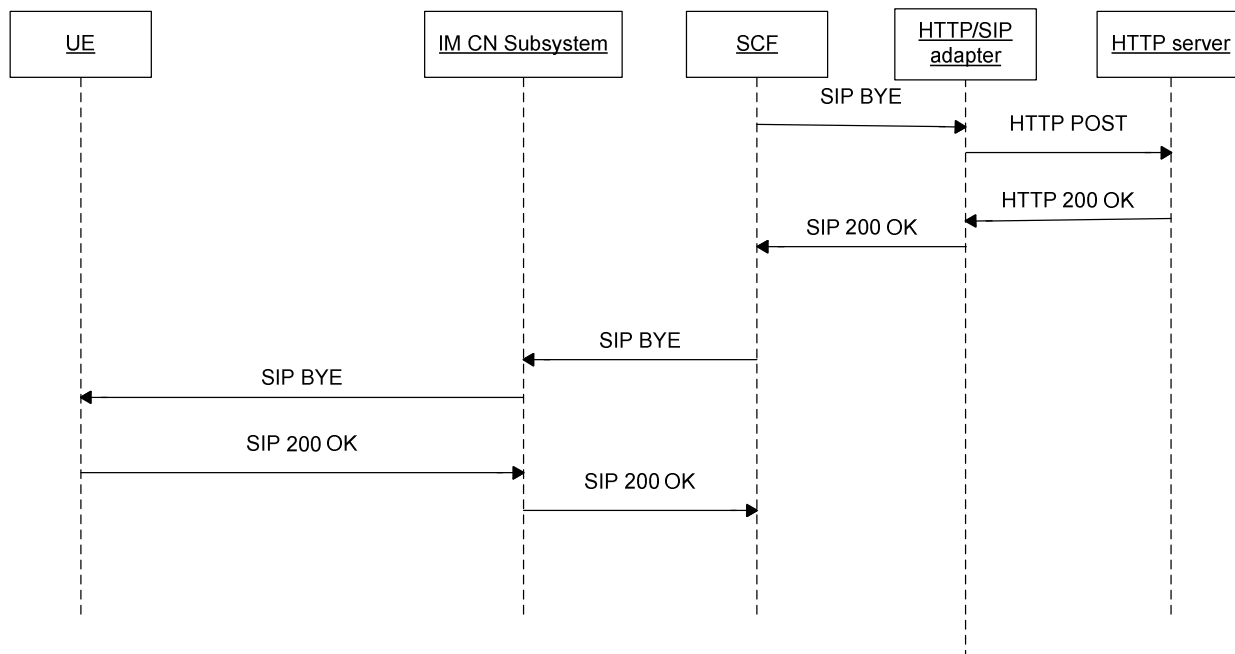 UE
IM CN Subsystem
SCF
HTTP/SIP
adapter
HTTP server
SIP BYE
HTTP POST
HTTP 200 OK
SIP 200 OK
SIP BYE
SIP BYE
SIP 200 OK
SIP 200 OK